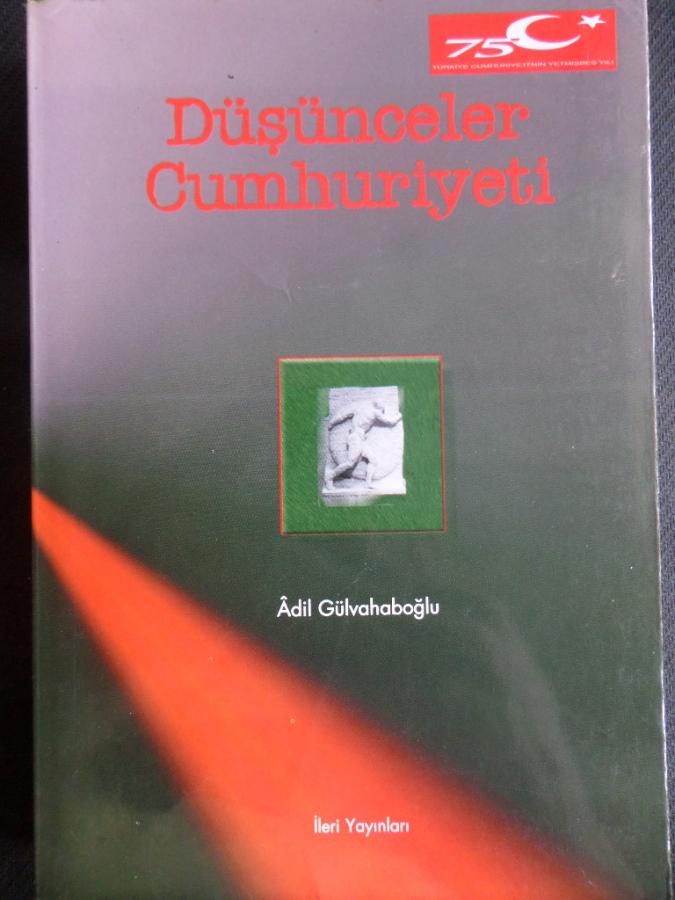 75
TÜRKİYE CUMHURİYETİ'NİN YETMİŞBEŞ YILI
Düşünceler
Cumhuriyeti
Âdil Gülvahaboğlu
İleri Yayınları